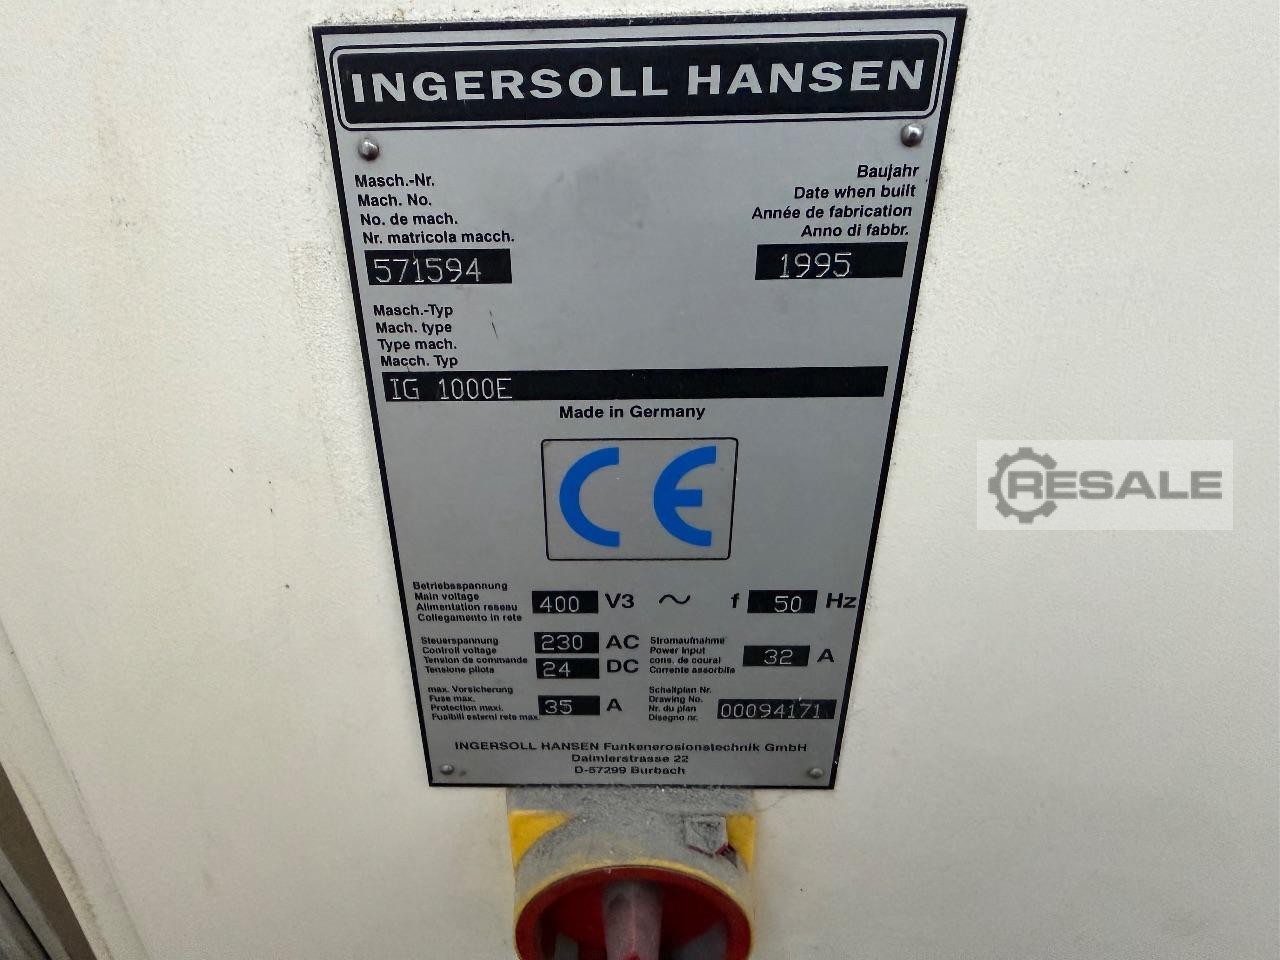 INGERSOLL HANSEN
Masch.-Nr.
Mach. No.
No. de mach.
Nr. matricola macch.
571594
Baujahr
Date when built
Année de fabrication
Anno di fabbr.
1995
Masch.-Typ
Mach. type
Type mach.
Macch. Typ
IG 1000E
Made in Germany
CE
Betriebsspannung
Main voltage
Alimentation reseau
Collegamento in rete
400 V3 ~ f 50 Hz
Steuerspannung
Controll voltage
Tension de commande
Tensione pilota
230 AC
24 DC
Stromaufnahme
Power Input
cons. de coural
Corrente assorbita
32 A
max. Vorsicherung
Fuse max.
Protection maxi.
Fusibili esterni rete max.
35 A
Schaltplan Nr.
Drawing No.
Nr. du plan
Disegno nr.
00094171
INGERSOLL HANSEN Funkenerosionstechnik GmbH
Daimlerstrasse 22
D-57299 Burbach
RESALE